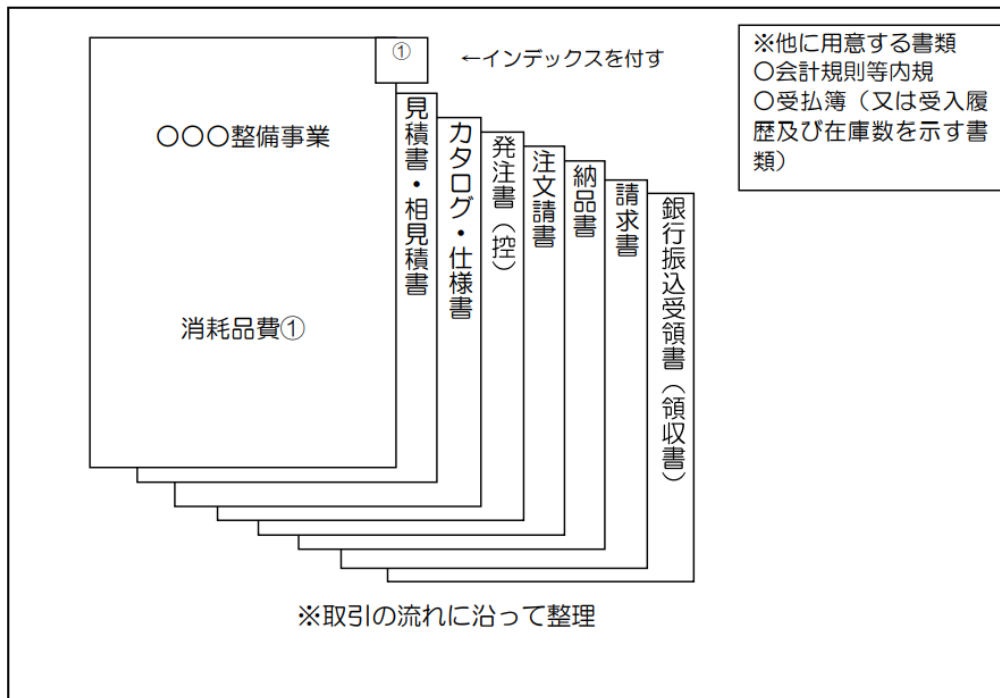 ①
←インデックスを付す
※他に用意する書類
〇会計規則等内規
〇受払簿（又は受入履
歴及び在庫数を示す書
類）
〇〇〇整備事業
消耗品費①
見積書・相見積書
カタログ・仕様書
発注書（控）
注文請書
納品書
請求書
銀行振込受領書（領収書）
※取引の流れに沿って整理